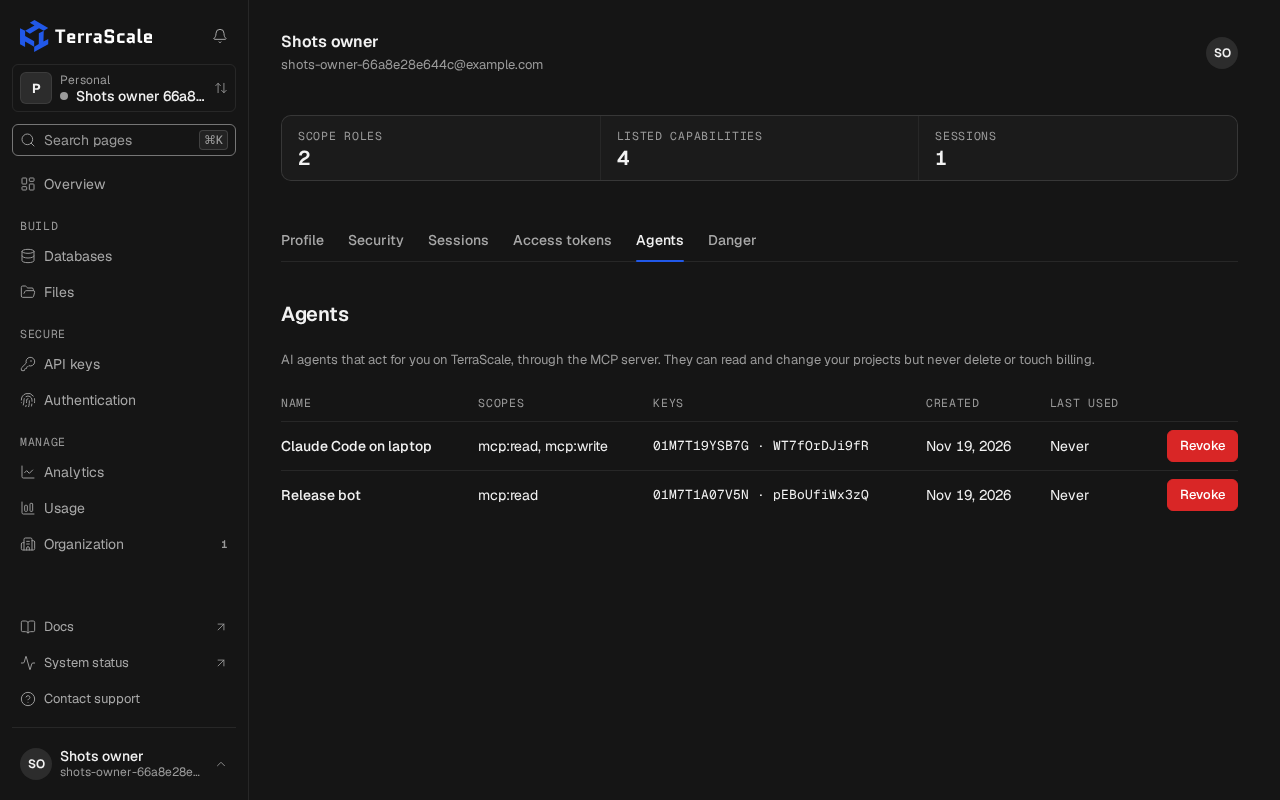 TerraScale
P
Personal
Shots owner 66a8…
Search pages
⌘K
Overview
BUILD
Databases
Files
SECURE
API keys
Authentication
MANAGE
Analytics
Usage
Organization
1
Docs
System status
Contact support
SO
Shots owner
shots-owner-66a8e28e…
Shots owner
shots-owner-66a8e28e644c@example.com
SO
SCOPE ROLES
2
LISTED CAPABILITIES
4
SESSIONS
1
Profile Security Sessions Access tokens Agents Danger
Agents
AI agents that act for you on TerraScale, through the MCP server. They can read and change your projects but never delete or touch billing.
NAME SCOPES KEYS CREATED LAST USED
Claude Code on laptop mcp:read, mcp:write 01M7T19YSB7G · WT7fOrDJi9fR Nov 19, 2026 Never Revoke
Release bot mcp:read 01M7T1A07V5N · pEBoUfiWx3zQ Nov 19, 2026 Never Revoke